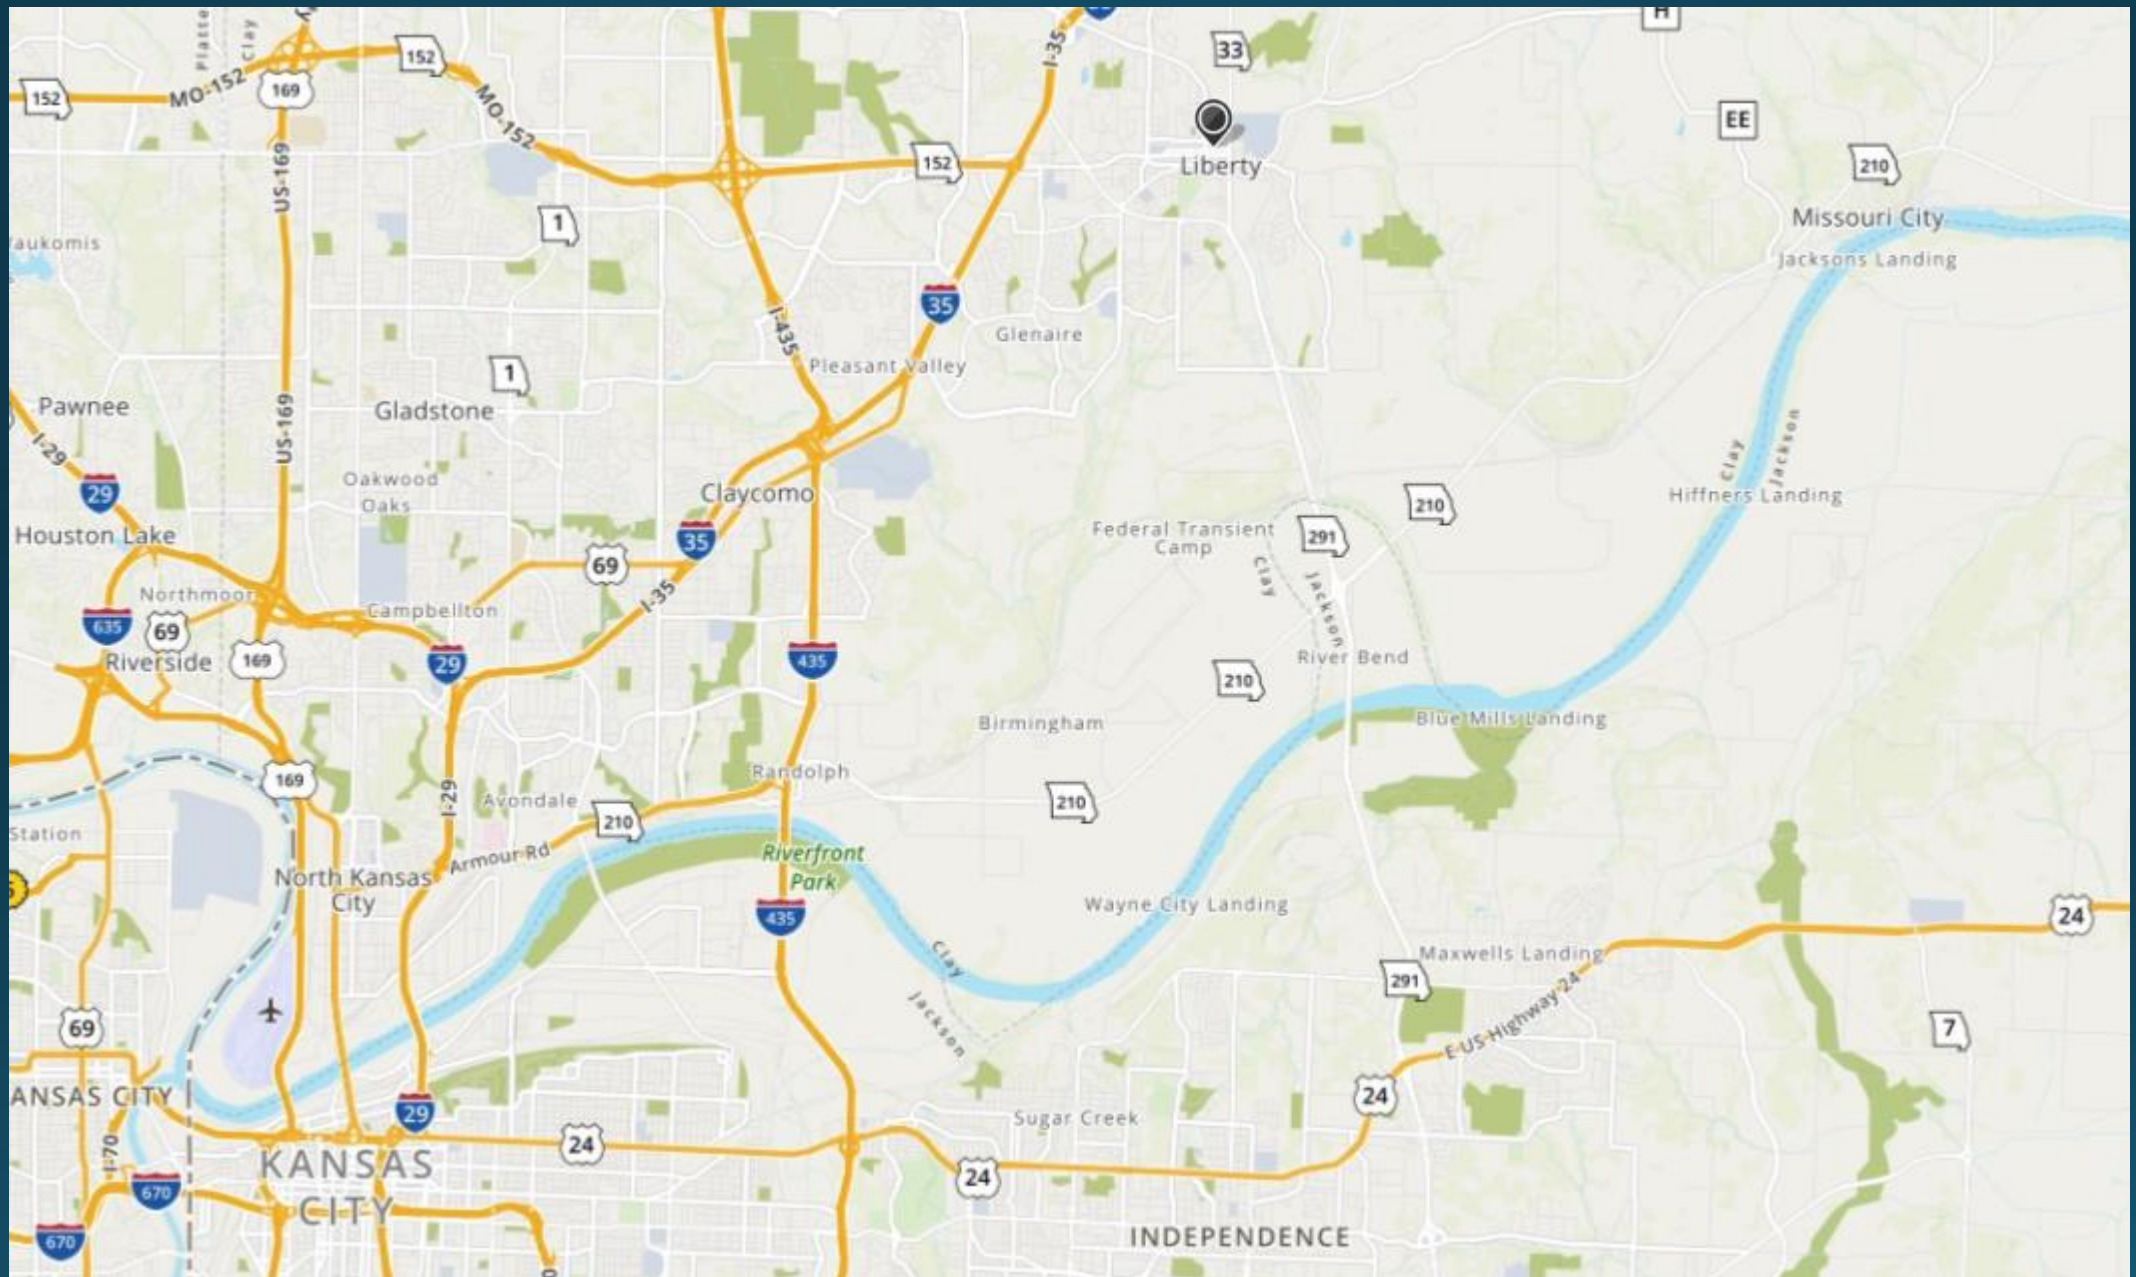 Platte
Clay
I-35
33
H
152
152
MO-152
169
MO-152
152
Liberty
EE
210
US-169
1
Missouri City
Jacksons Landing
35
I-435
Glenaire
Pleasant Valley
1
Pawnee
Gladstone
US-169
I-29
29
Oakwood
Oaks
Claycomo
Clay
Jackson
Hiffners Landing
210
Houston Lake
35
Federal Transient
Camp
291
69
Northmoor
Campbellton
I-35
Clay
Jackson
635
69
Riverside
169
29
435
River Bend
210
Birmingham
Blue Mills Landing
169
Randolph
I-29
Avondale
210
210
Station
Armour Rd
Riverfront
Park
North Kansas
City
435
Wayne City Landing
24
Clay
Maxwells Landing
291
E US Highway 24
Jackson
69
7
ANSAS CITY
24
29
Sugar Creek
I-70
24
24
KANSAS
CITY
670
670
INDEPENDENCE